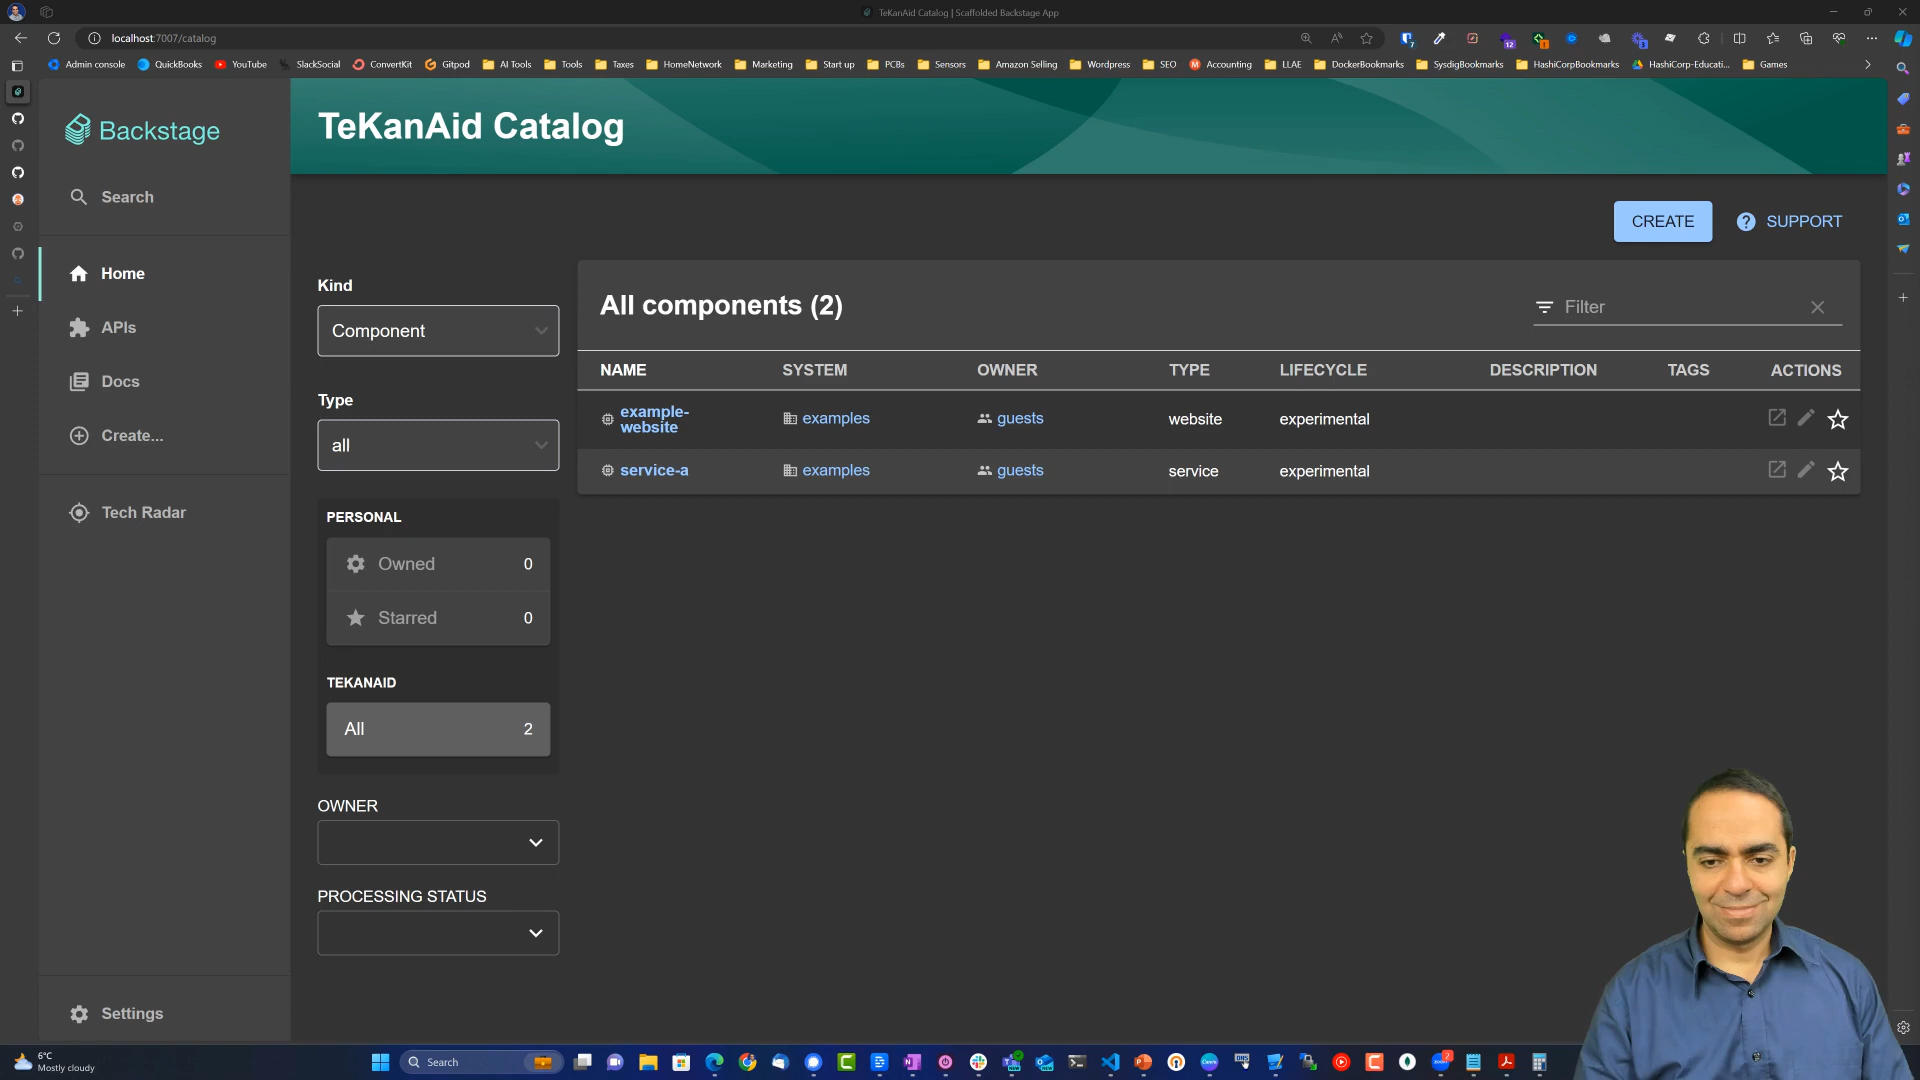 TeKanAid Catalog | Scaffolded Backstage App
localhost:7007/catalog
Admin console QuickBooks YouTube SlackSocial ConvertKit Gitpod AI Tools Tools Taxes HomeNetwork Marketing Start up PCBs Sensors Amazon Selling Wordpress SEO Accounting LLAE DockerBookmarks SysdigBookmarks HashiCorpBookmarks HashiCorp-Educati... Games
Backstage
TeKanAid Catalog
Search
CREATE
SUPPORT
Home
APIs
Docs
Create...
Tech Radar
Settings
Kind
Component
Type
all
PERSONAL
Owned 0
Starred 0
TEKANAID
All 2
OWNER
PROCESSING STATUS
All components (2)
Filter
NAME SYSTEM OWNER TYPE LIFECYCLE DESCRIPTION TAGS ACTIONS
example-
website examples guests website experimental
service-a examples guests service experimental
6°C
Mostly cloudy
Search